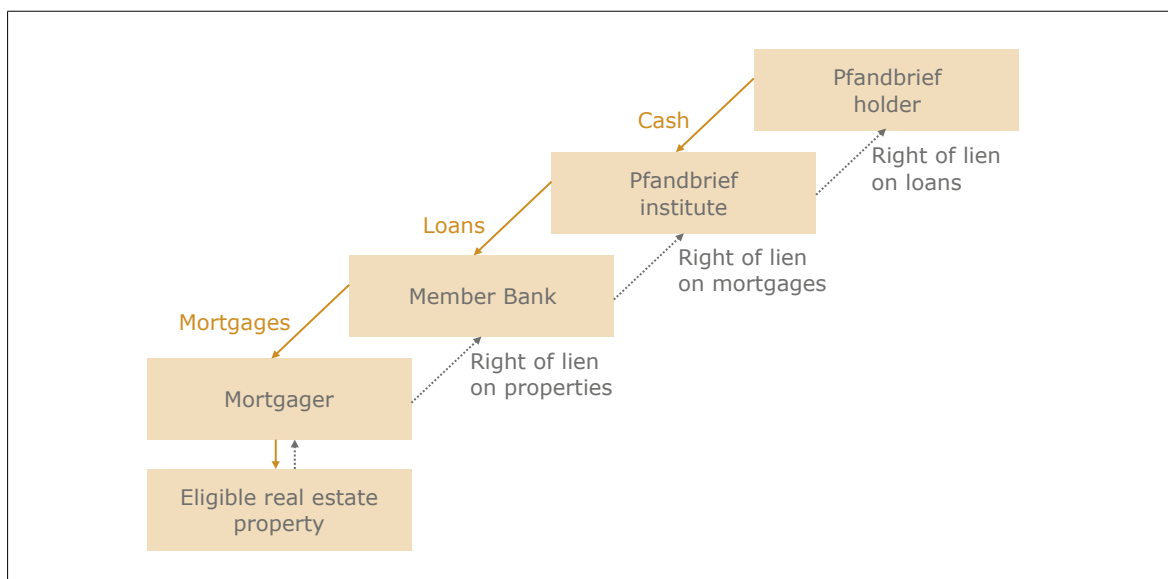 Pfandbrief
holder
Cash
Right of lien
on loans
Pfandbrief
institute
Loans
Right of lien
on mortgages
Member Bank
Mortgages
Right of lien
on properties
Mortgager
Eligible real estate
property